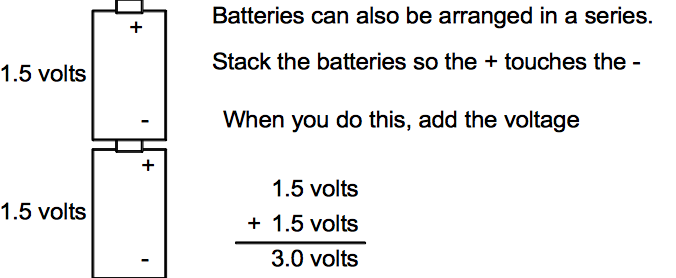 Batteries can also be arranged in a series.
+
Stack the batteries so the + touches the -
1.5 volts
-
When you do this, add the voltage
+
1.5 volts
1.5 volts
+ 1.5 volts
3.0 volts
-